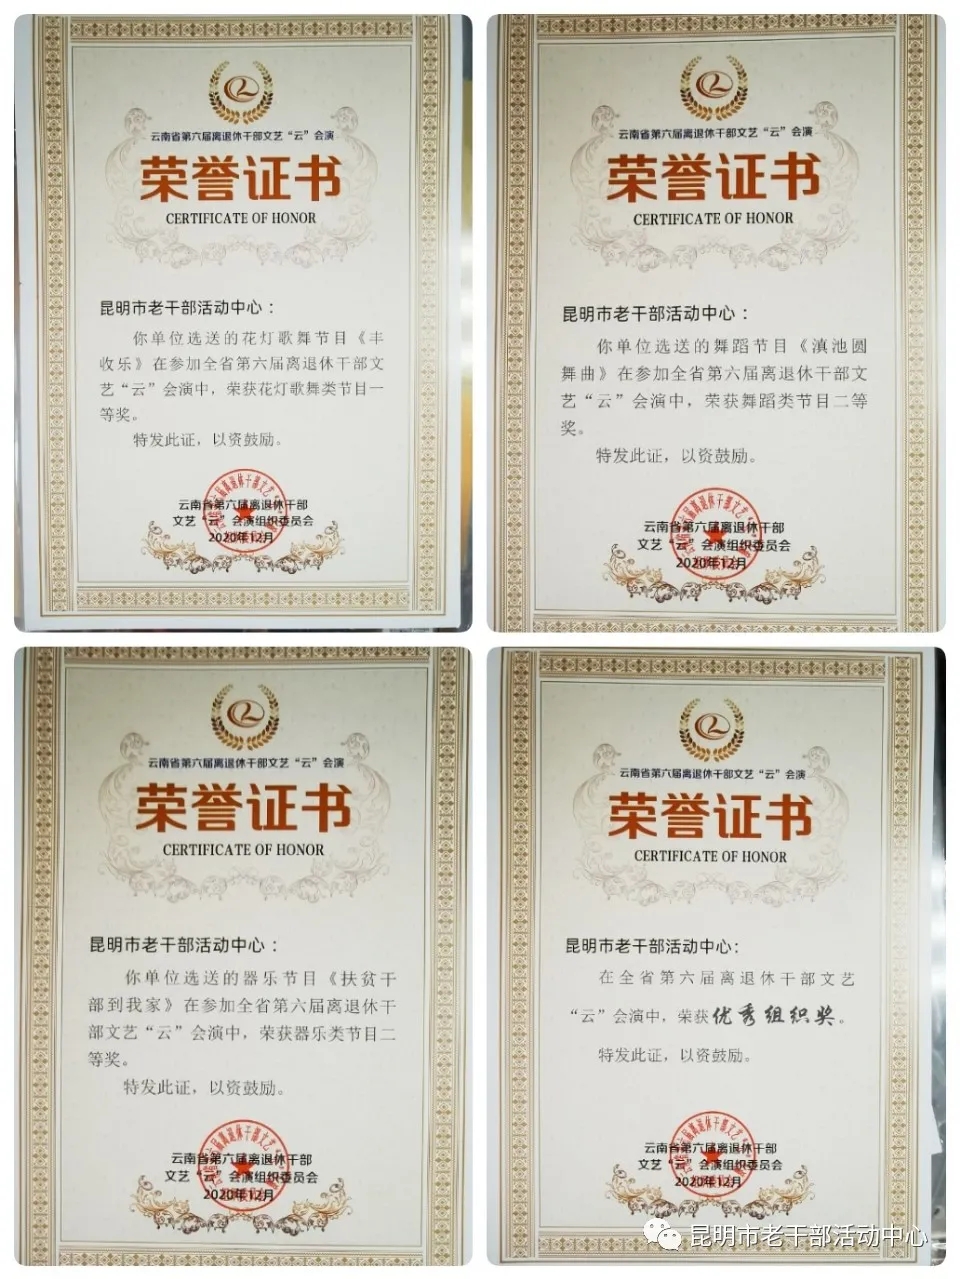 云南省第六届离退休干部文艺“云”会演
荣誉证书
CERTIFICATE OF HONOR
昆明市老干部活动中心：
你单位选送的花灯歌舞节目《丰
收乐》在参加全省第六届离退休干部文
艺“云”会演中，荣获花灯歌舞类节目一
等奖。
特发此证，以资鼓励。
云南省第六届离退休干部
文艺“云”会演组织委员会
2020年12月
云南省第六届离退休干部文艺“云”会演
荣誉证书
CERTIFICATE OF HONOR
昆明市老干部活动中心：
你单位选送的舞蹈节目《滇池圆
舞曲》在参加全省第六届离退休干部文
艺“云”会演中，荣获舞蹈类节目二等
奖。
特发此证，以资鼓励。
云南省第六届离退休干部
文艺“云”会演组织委员会
2020年12月
云南省第六届离退休干部文艺“云”会演
荣誉证书
CERTIFICATE OF HONOR
昆明市老干部活动中心：
你单位选送的器乐节目《扶贫干
部到我家》在参加全省第六届离退休干
部文艺“云”会演中，荣获器乐类节目二
等奖。
特发此证，以资鼓励。
云南省第六届离退休干部
文艺“云”会演组织委员会
2020年12月
云南省第六届离退休干部文艺“云”会演
荣誉证书
CERTIFICATE OF HONOR
昆明市老干部活动中心：
在全省第六届离退休干部文艺
“云”会演中，荣获优秀组织奖。
特发此证，以资鼓励。
云南省第六届离退休干部
文艺“云”会演组织委员会
2020年12月
昆明市老干部活动中心